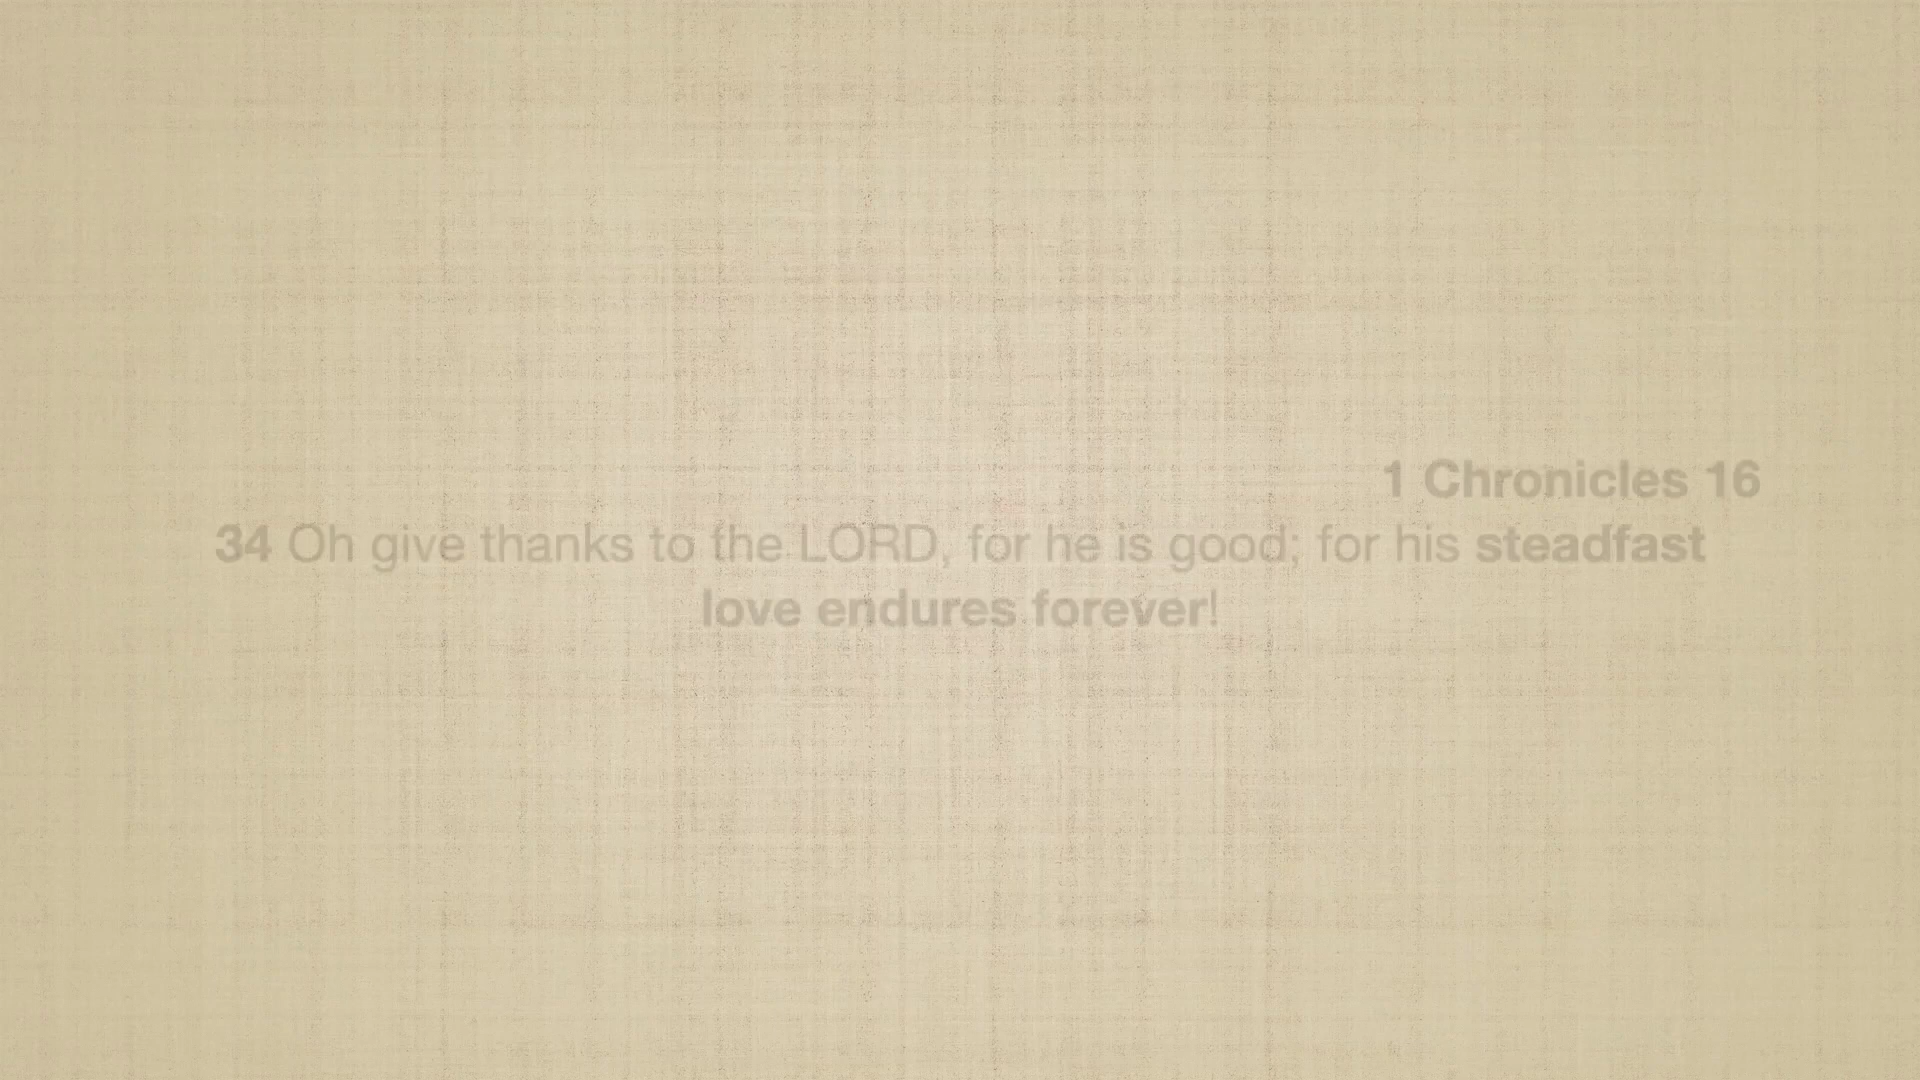 1 Chronicles 16
34 Oh give thanks to the LORD, for he is good; for his steadfast
love endures forever!